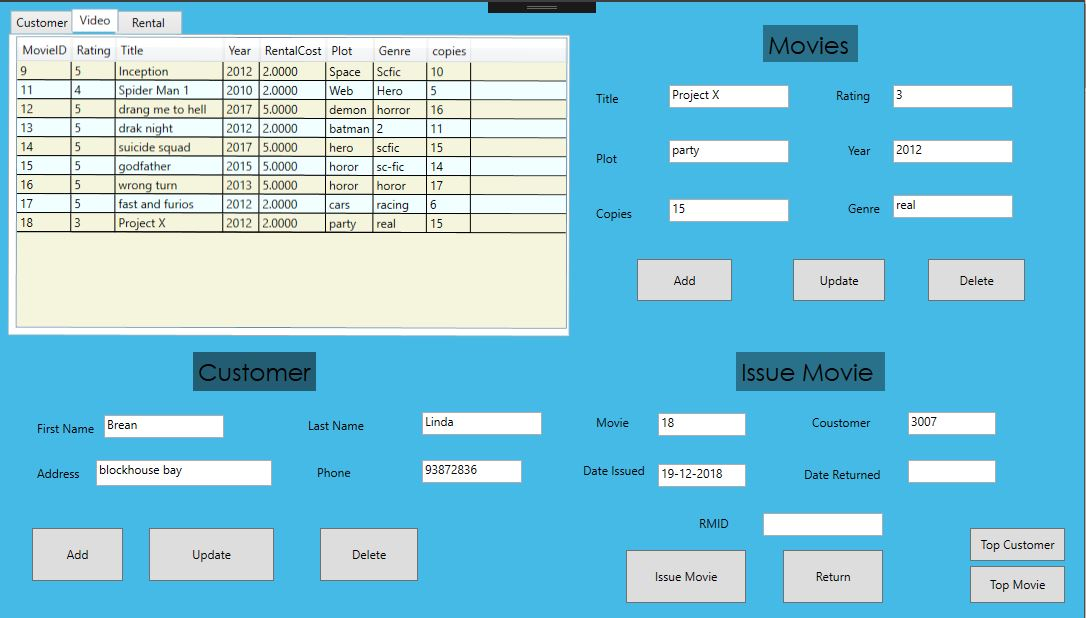 Customer Video Rental
MovieID Rating Title Year RentalCost Plot Genre copies
9 5 Inception 2012 2.0000 Space Scfic 10
11 4 Spider Man 1 2010 2.0000 Web Hero 5
12 5 drang me to hell 2017 5.0000 demon horror 16
13 5 drak night 2012 2.0000 batman 2 11
14 5 suicide squad 2017 5.0000 hero scfic 15
15 5 godfather 2015 5.0000 horor sc-fic 14
16 5 wrong turn 2013 5.0000 horor horor 17
17 5 fast and furios 2012 2.0000 cars racing 6
18 3 Project X 2012 2.0000 party real 15
Movies
Title Project X Rating 3
Plot party Year 2012
Copies 15 Genre real
Add Update Delete
Customer
First Name Brean Last Name Linda
Address blockhouse bay Phone 93872836
Add Update Delete
Issue Movie
Movie 18 Coustomer 3007
Date Issued 19-12-2018 Date Returned
RMID
Issue Movie Return
Top Customer
Top Movie